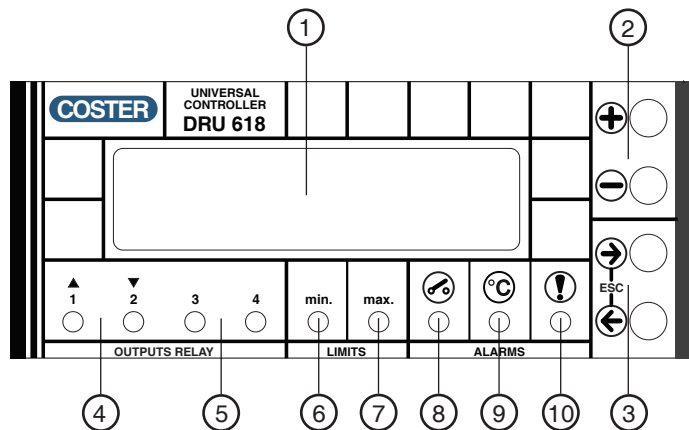 1
2
COSTER
UNIVERSAL
CONTROLLER
DRU 618
ESC
1
2
3
4
min.
max.
°C
!
OUTPUTS RELAY
LIMITS
ALARMS
4
5
6
7
8
9
10
3